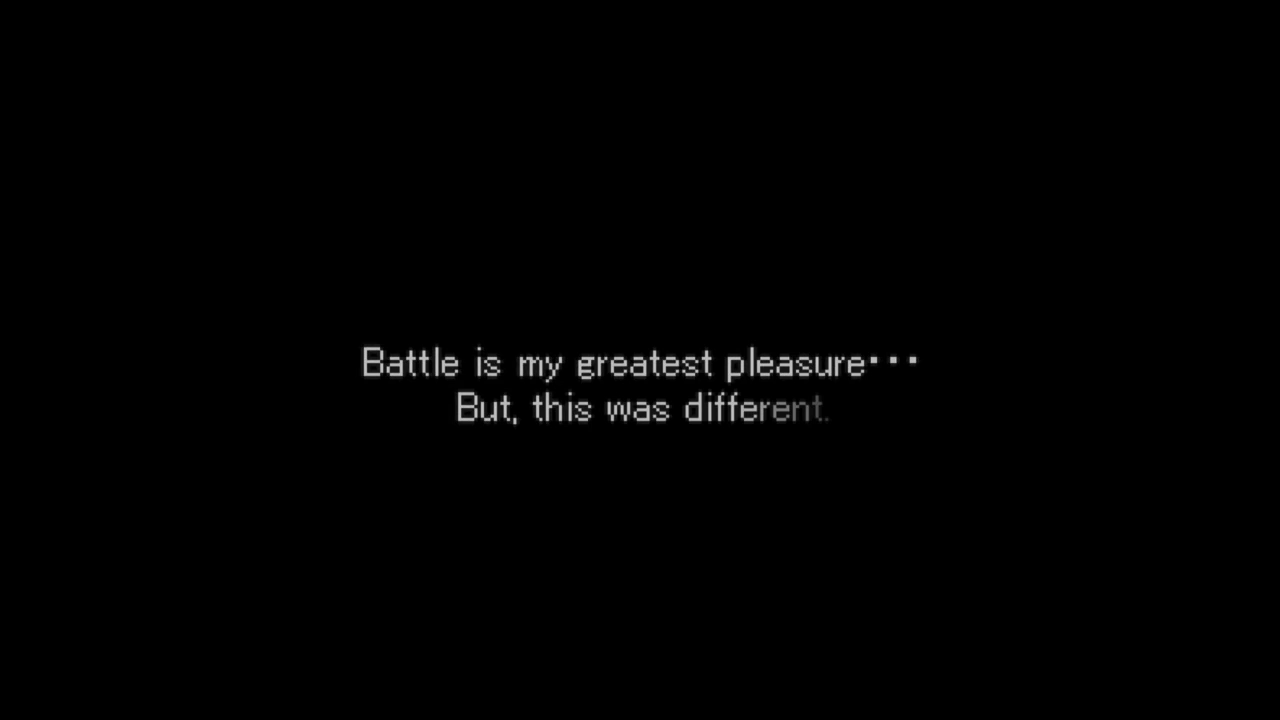 Battle is my greatest pleasure･･･
But, this was different.